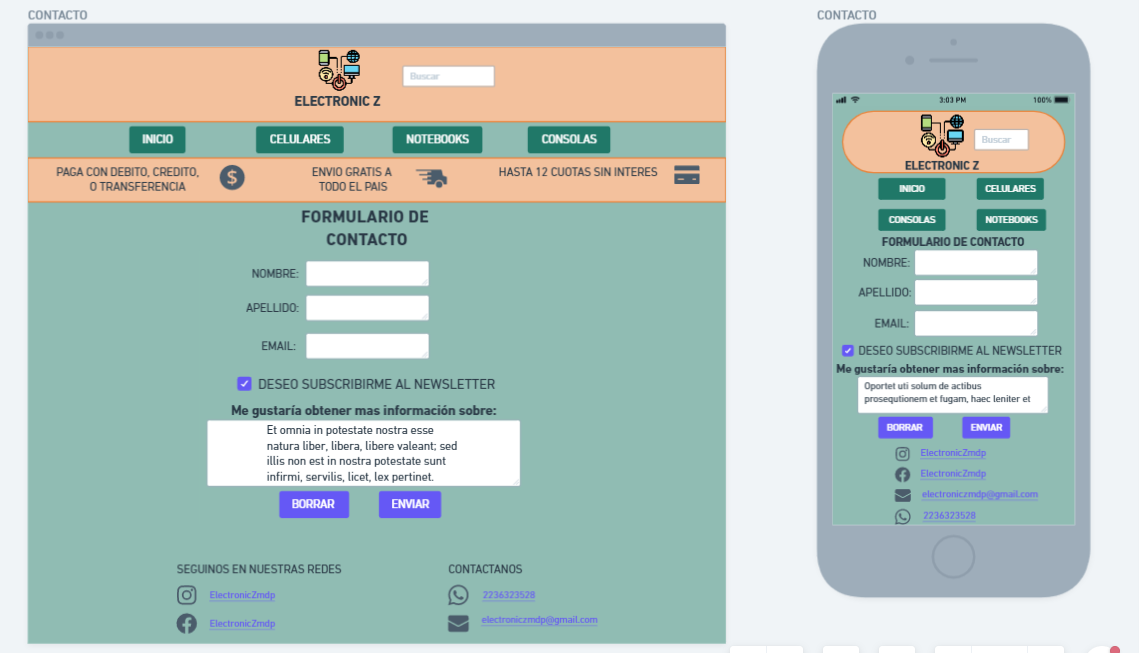 CONTACTO
Buscar
ELECTRONIC Z
INICIO
CELULARES
NOTEBOOKS
CONSOLAS
PAGA CON DEBITO, CREDITO,
O TRANSFERENCIA
$
ENVIO GRATIS A
TODO EL PAIS
HASTA 12 CUOTAS SIN INTERES
FORMULARIO DE
CONTACTO
NOMBRE:
APELLIDO:
EMAIL:
DESEO SUBSCRIBIRME AL NEWSLETTER
Me gustaría obtener mas información sobre:
Et omnia in potestate nostra esse
natura liber, libera, libere valeant; sed
illis non est in nostra potestate sunt
infirmi, servilis, licet, lex pertinet.
BORRAR
ENVIAR
SEGUINOS EN NUESTRAS REDES
ElectronicZmdp
ElectronicZmdp
CONTACTANOS
2236323528
electroniczmdp@gmail.com
CONTACTO
3:03 PM
100%
Buscar
ELECTRONIC Z
INICIO
CELULARES
CONSOLAS
NOTEBOOKS
FORMULARIO DE CONTACTO
NOMBRE:
APELLIDO:
EMAIL:
DESEO SUBSCRIBIRME AL NEWSLETTER
Me gustaría obtener mas información sobre:
Oportet uti solum de actibus
prosequtionem et fugam, haec leniter et
BORRAR
ENVIAR
ElectronicZmdp
ElectronicZmdp
electroniczmdp@gmail.com
2236323528